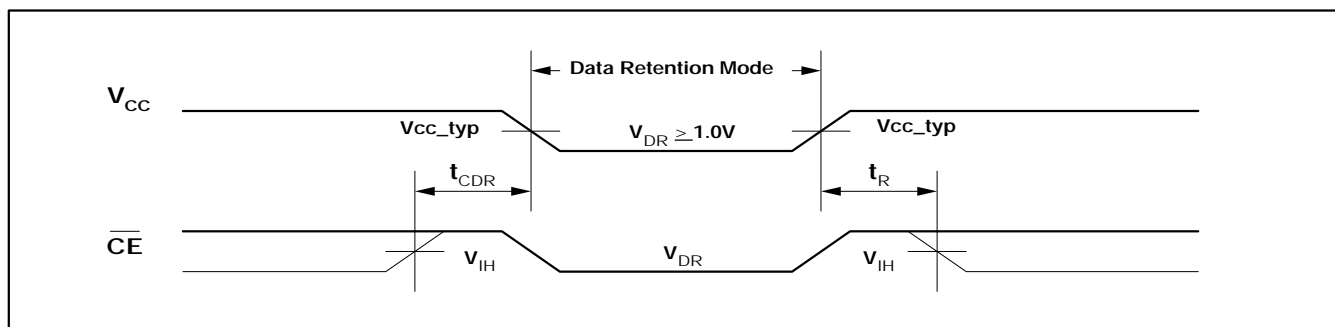 Data Retention Mode
VCC
Vcc_typ
VDR ≥1.0V
Vcc_typ
tCDR
tR
CE
VIH
VDR
VIH